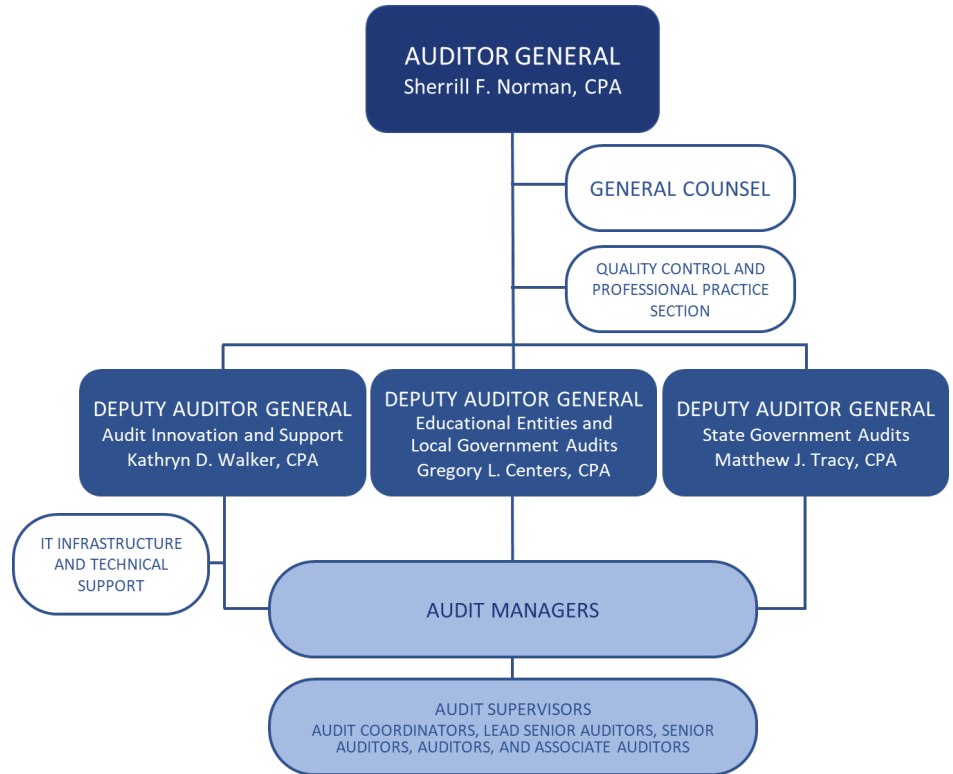 AUDITOR GENERAL
Sherrill F. Norman, CPA
GENERAL COUNSEL
QUALITY CONTROL AND
PROFESSIONAL PRACTICE
SECTION
DEPUTY AUDITOR GENERAL
Audit Innovation and Support
Kathryn D. Walker, CPA
DEPUTY AUDITOR GENERAL
Educational Entities and
Local Government Audits
Gregory L. Centers, CPA
DEPUTY AUDITOR GENERAL
State Government Audits
Matthew J. Tracy, CPA
IT INFRASTRUCTURE
AND TECHNICAL
SUPPORT
AUDIT MANAGERS
AUDIT SUPERVISORS
AUDIT COORDINATORS, LEAD SENIOR AUDITORS, SENIOR
AUDITORS, AUDITORS, AND ASSOCIATE AUDITORS